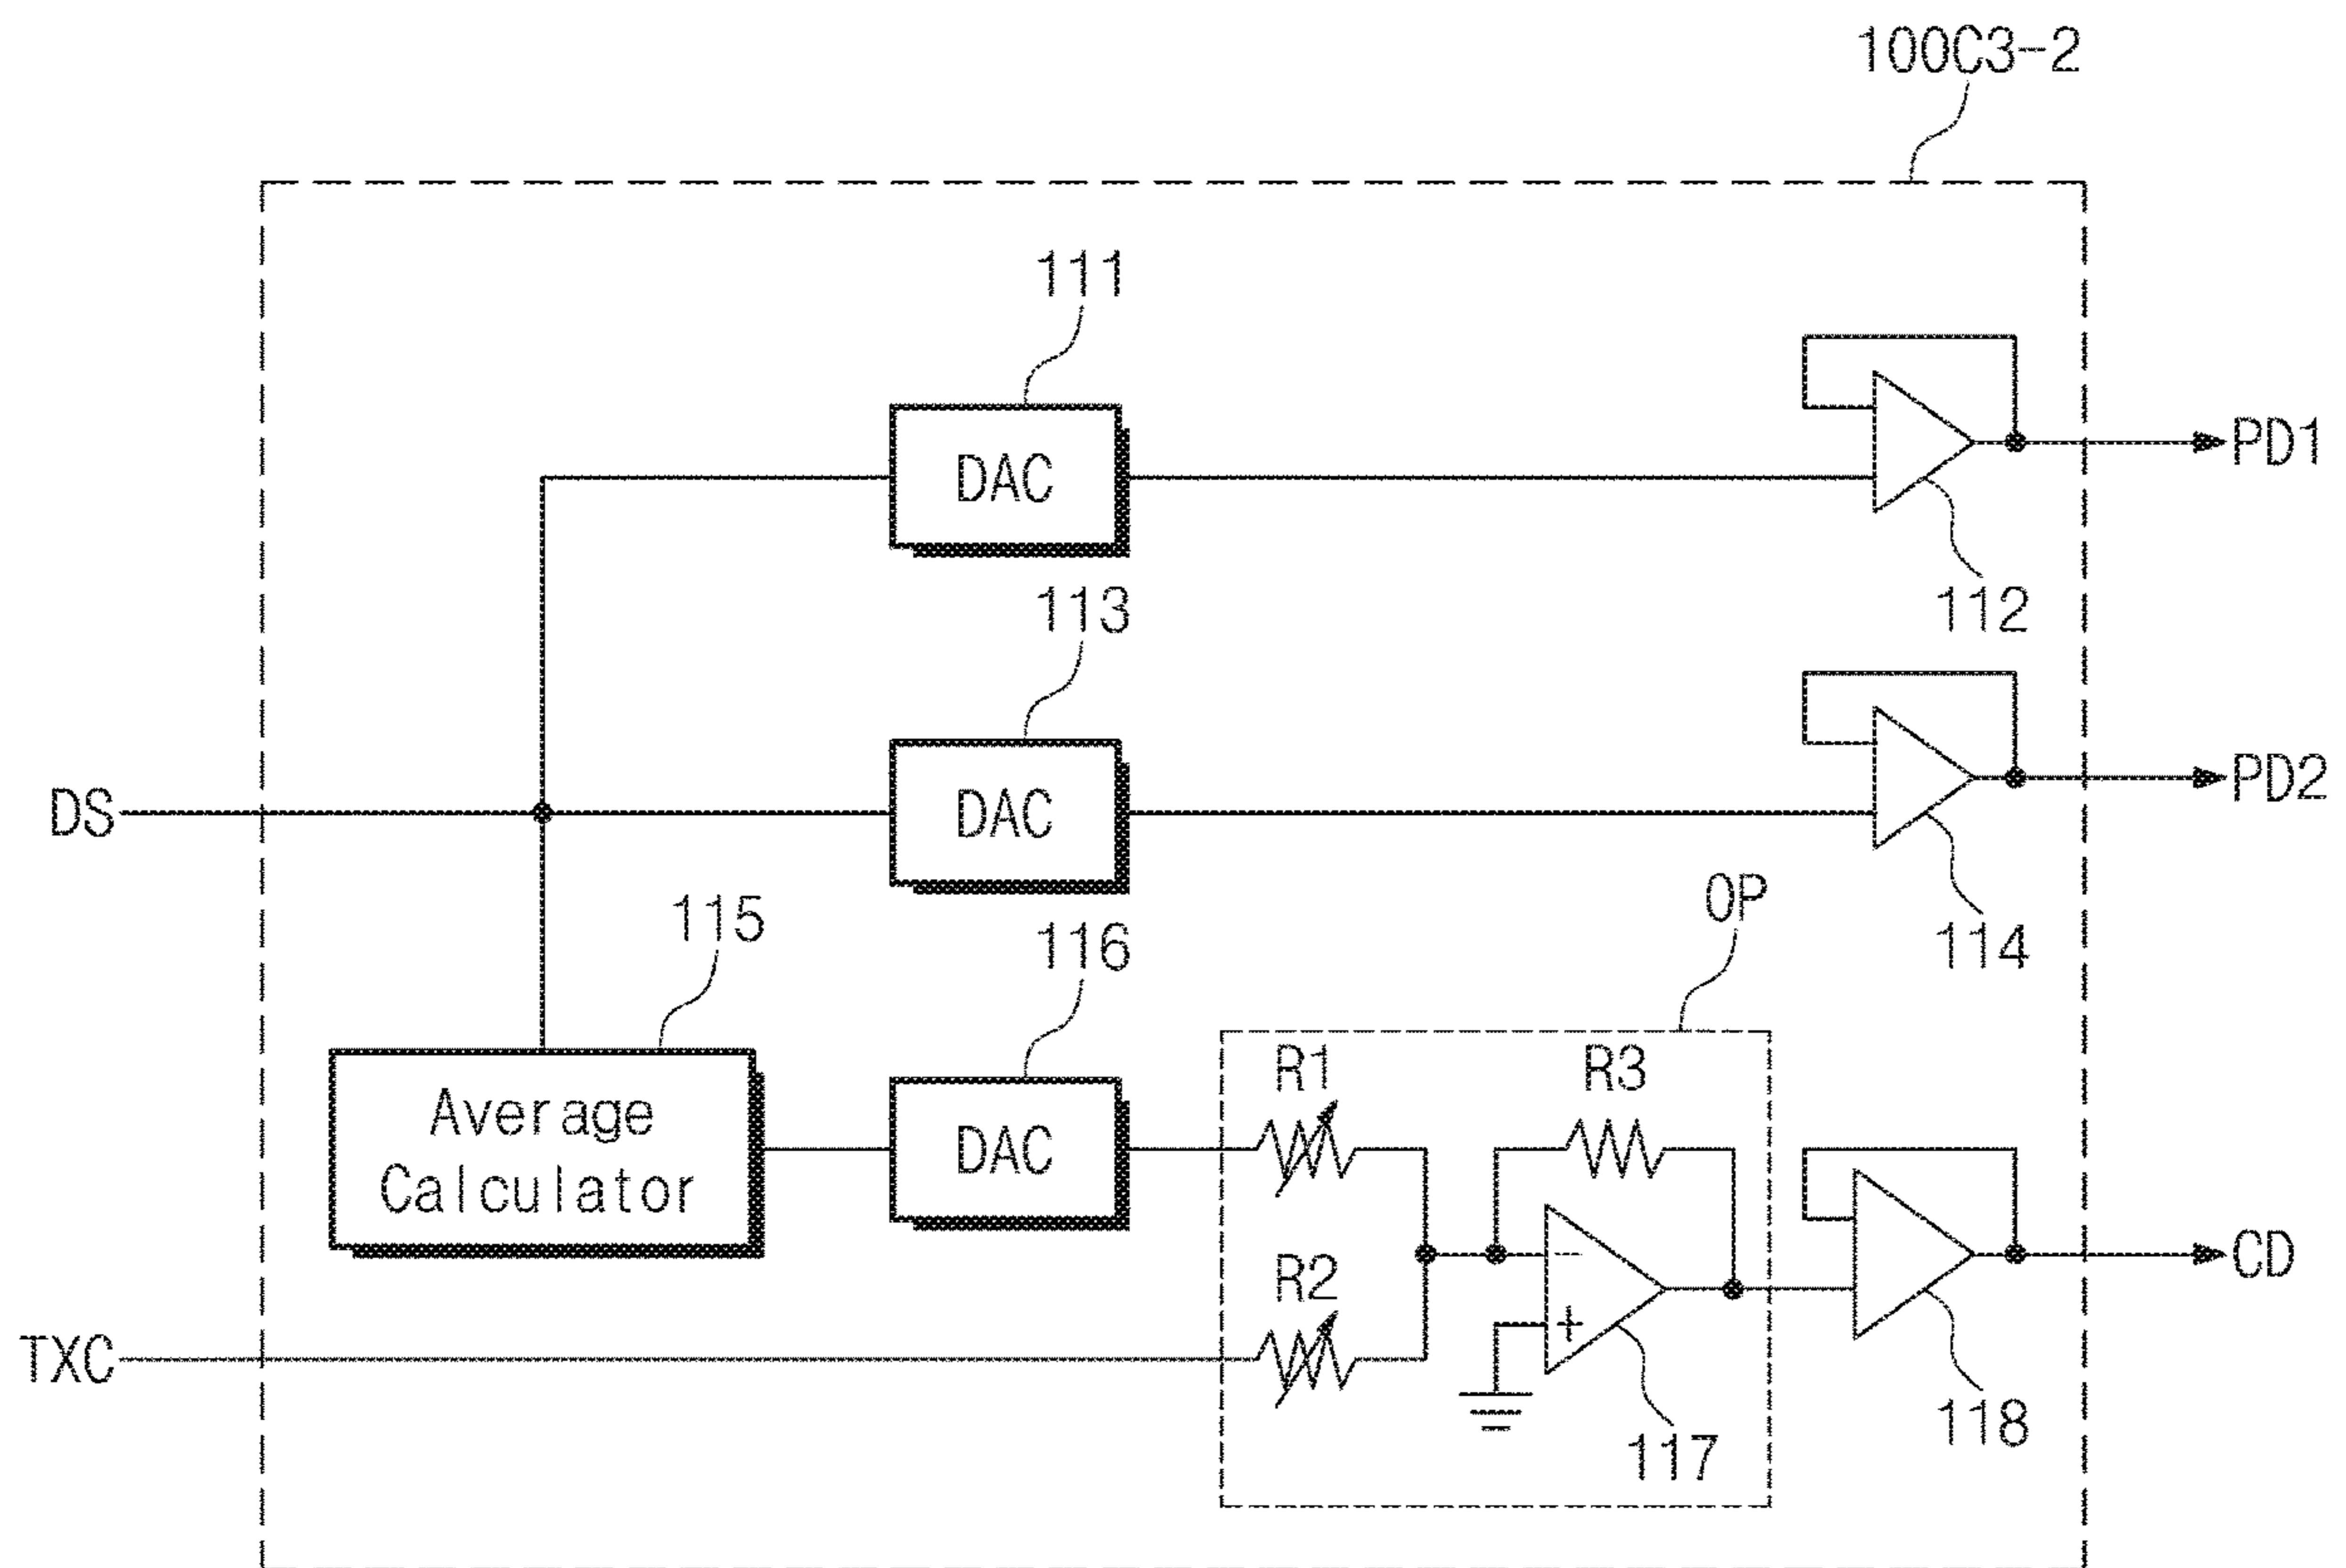 100C3-2
111
DAC
PD1
112
113
DS
DAC
PD2
114
115
116
OP
Average
Calculator
DAC
R1
R3
R2
−
+
CD
TXC
117
118